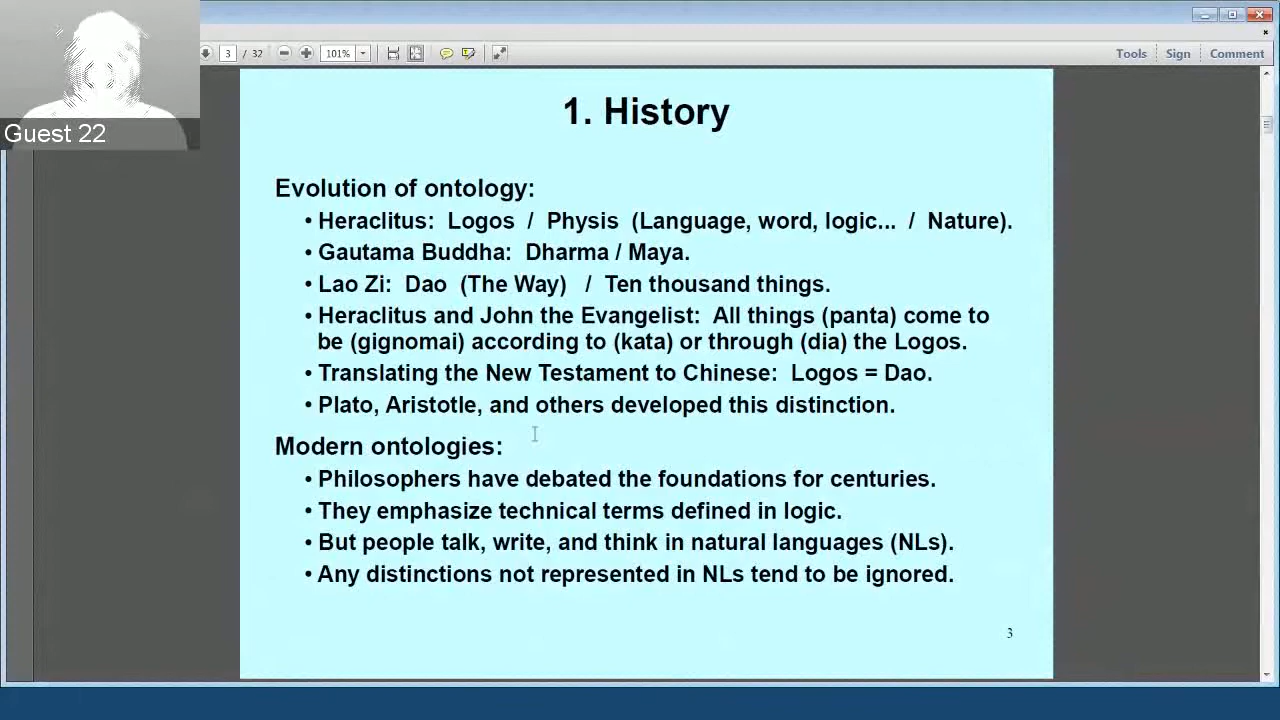 3 / 32
101%
Tools
Sign
Comment
Guest 22
1. History
Evolution of ontology:
• Heraclitus: Logos / Physis (Language, word, logic... / Nature).
• Gautama Buddha: Dharma / Maya.
• Lao Zi: Dao (The Way) / Ten thousand things.
• Heraclitus and John the Evangelist: All things (panta) come to
be (gignomai) according to (kata) or through (dia) the Logos.
• Translating the New Testament to Chinese: Logos = Dao.
• Plato, Aristotle, and others developed this distinction.
Modern ontologies:
• Philosophers have debated the foundations for centuries.
• They emphasize technical terms defined in logic.
• But people talk, write, and think in natural languages (NLs).
• Any distinctions not represented in NLs tend to be ignored.
3